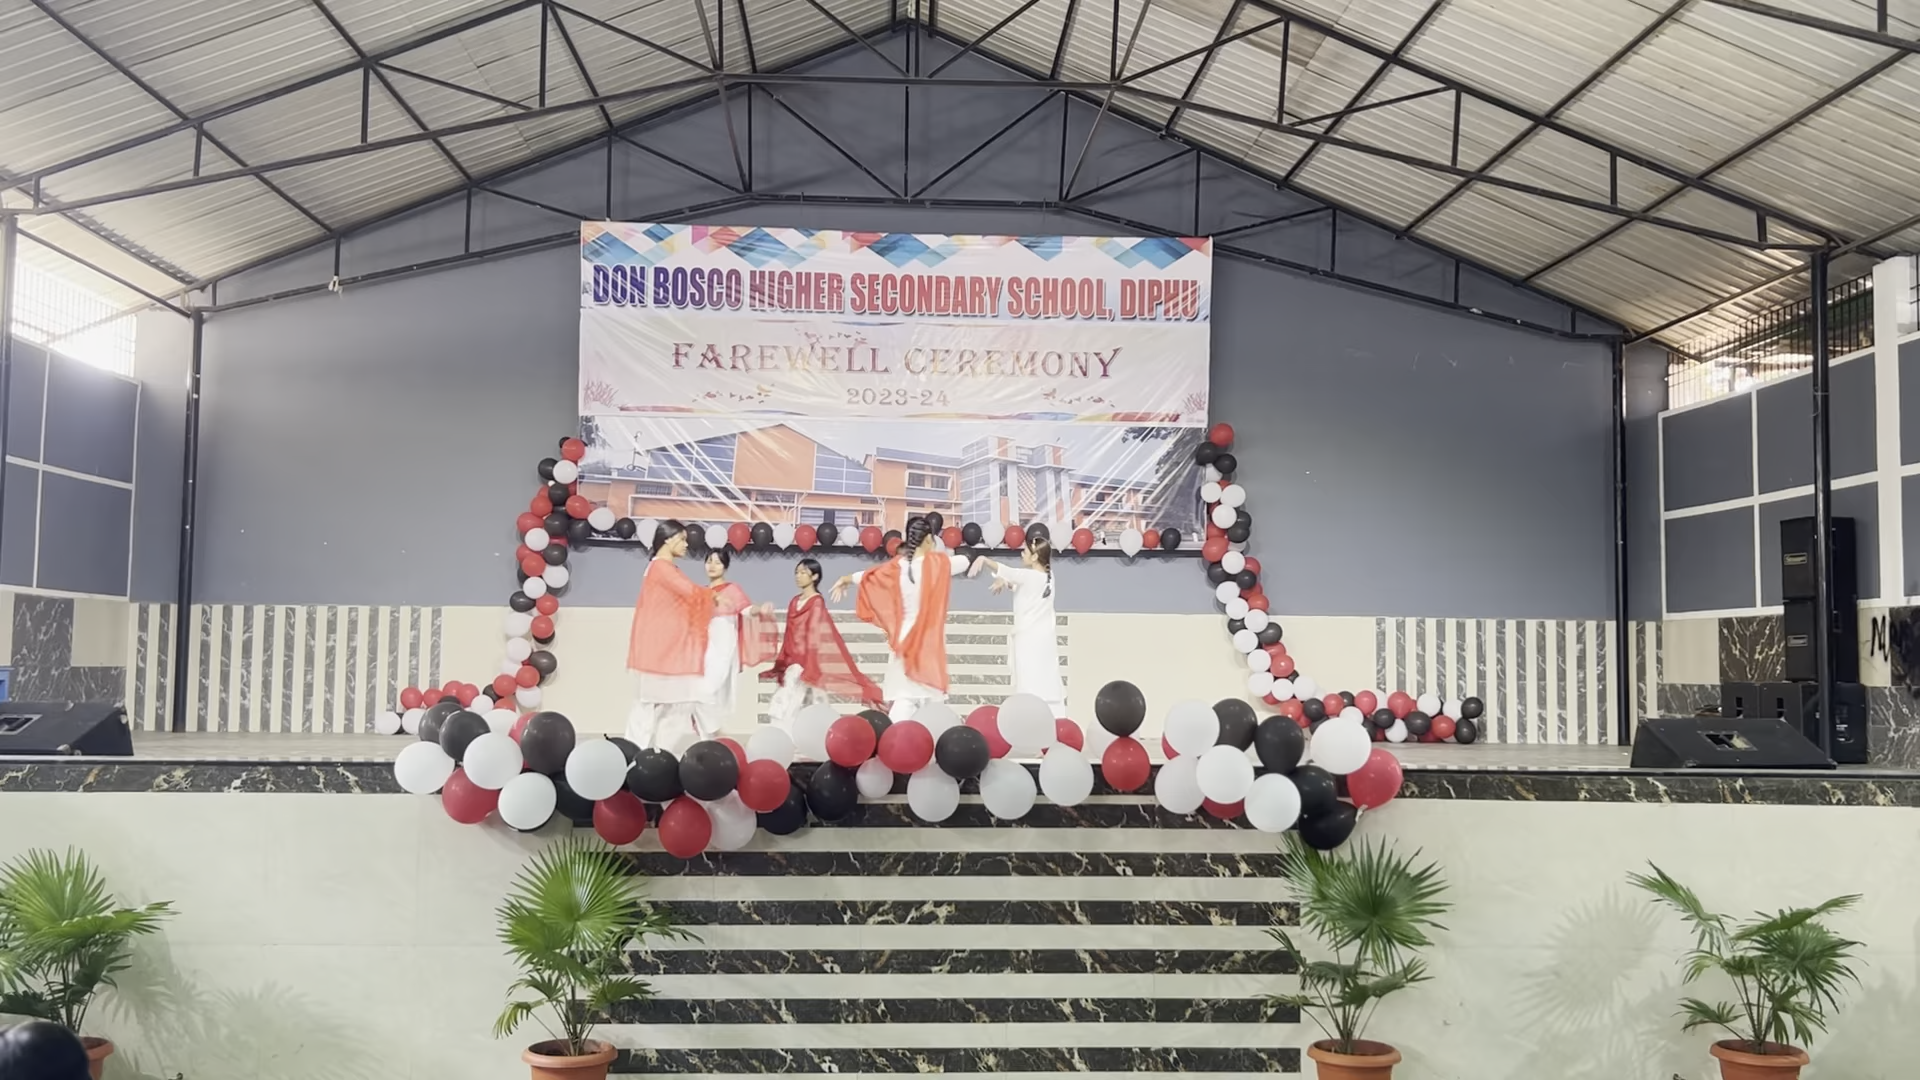 DON BOSCO HIGHER SECONDARY SCHOOL, DIPHU
FAREWELL CEREMONY
2023-24